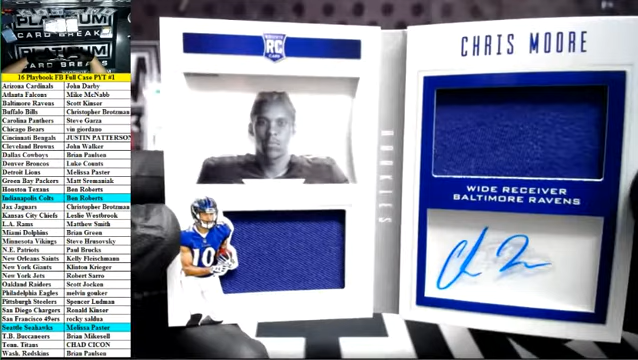 PLATINUM
CARD BREAK
PLATINUM
CARD BREAKS
16 Playbook FB Full Case PYT #1
Arizona Cardinals John Darby
Atlanta Falcons Mike McNabb
Baltimore Ravens Scott Kinser
Buffalo Bills Christopher Brotzman
Carolina Panthers Steve Garza
Chicago Bears vin giordano
Cincinnati Bengals JUSTIN PATTERSON
Cleveland Browns John Walker
Dallas Cowboys Brian Paulsen
Denver Broncos Luke Counts
Detroit Lions Melissa Paster
Green Bay Packers Matt Szmaniak
Houston Texans Ben Roberts
Indianapolis Colts Ben Roberts
Jax Jaguars Christopher Brotzman
Kansas City Chiefs Leslie Westbrook
L.A. Rams Matthew Smith
Miami Dolphins Brian Green
Minnesota Vikings Steve Hrusovsky
N.E. Patriots Paul Brucks
New Orleans Saints Kelly Fleischmann
New York Giants Klinton Krieger
New York Jets Robert Sarro
Oakland Raiders Scott Jocken
Philadelphia Eagles melvin gonker
Pittsburgh Steelers Spencer Ludman
San Diego Chargers Ronald Kinser
San Francisco 49ers rocky saldua
Seattle Seahawks Melissa Paster
T.B. Buccaneers Brian Mikesell
Tenn. Titans CHAD CICON
Wash. Redskins Brian Paulsen
RC
ROOKIES
10
CHRIS MOORE
WIDE RECEIVER
BALTIMORE RAVENS